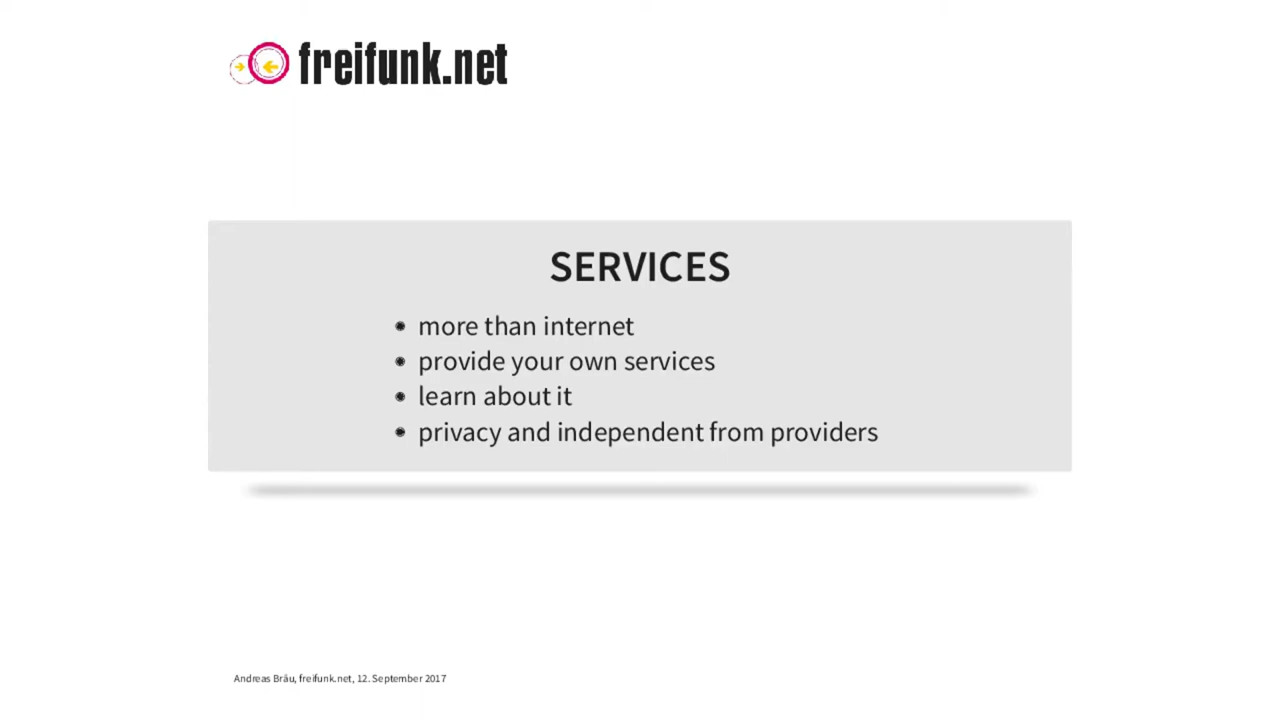 freifunk.net
SERVICES
more than internet
provide your own services
learn about it
privacy and independent from providers
Andreas Bräu, freifunk.net, 12. September 2017